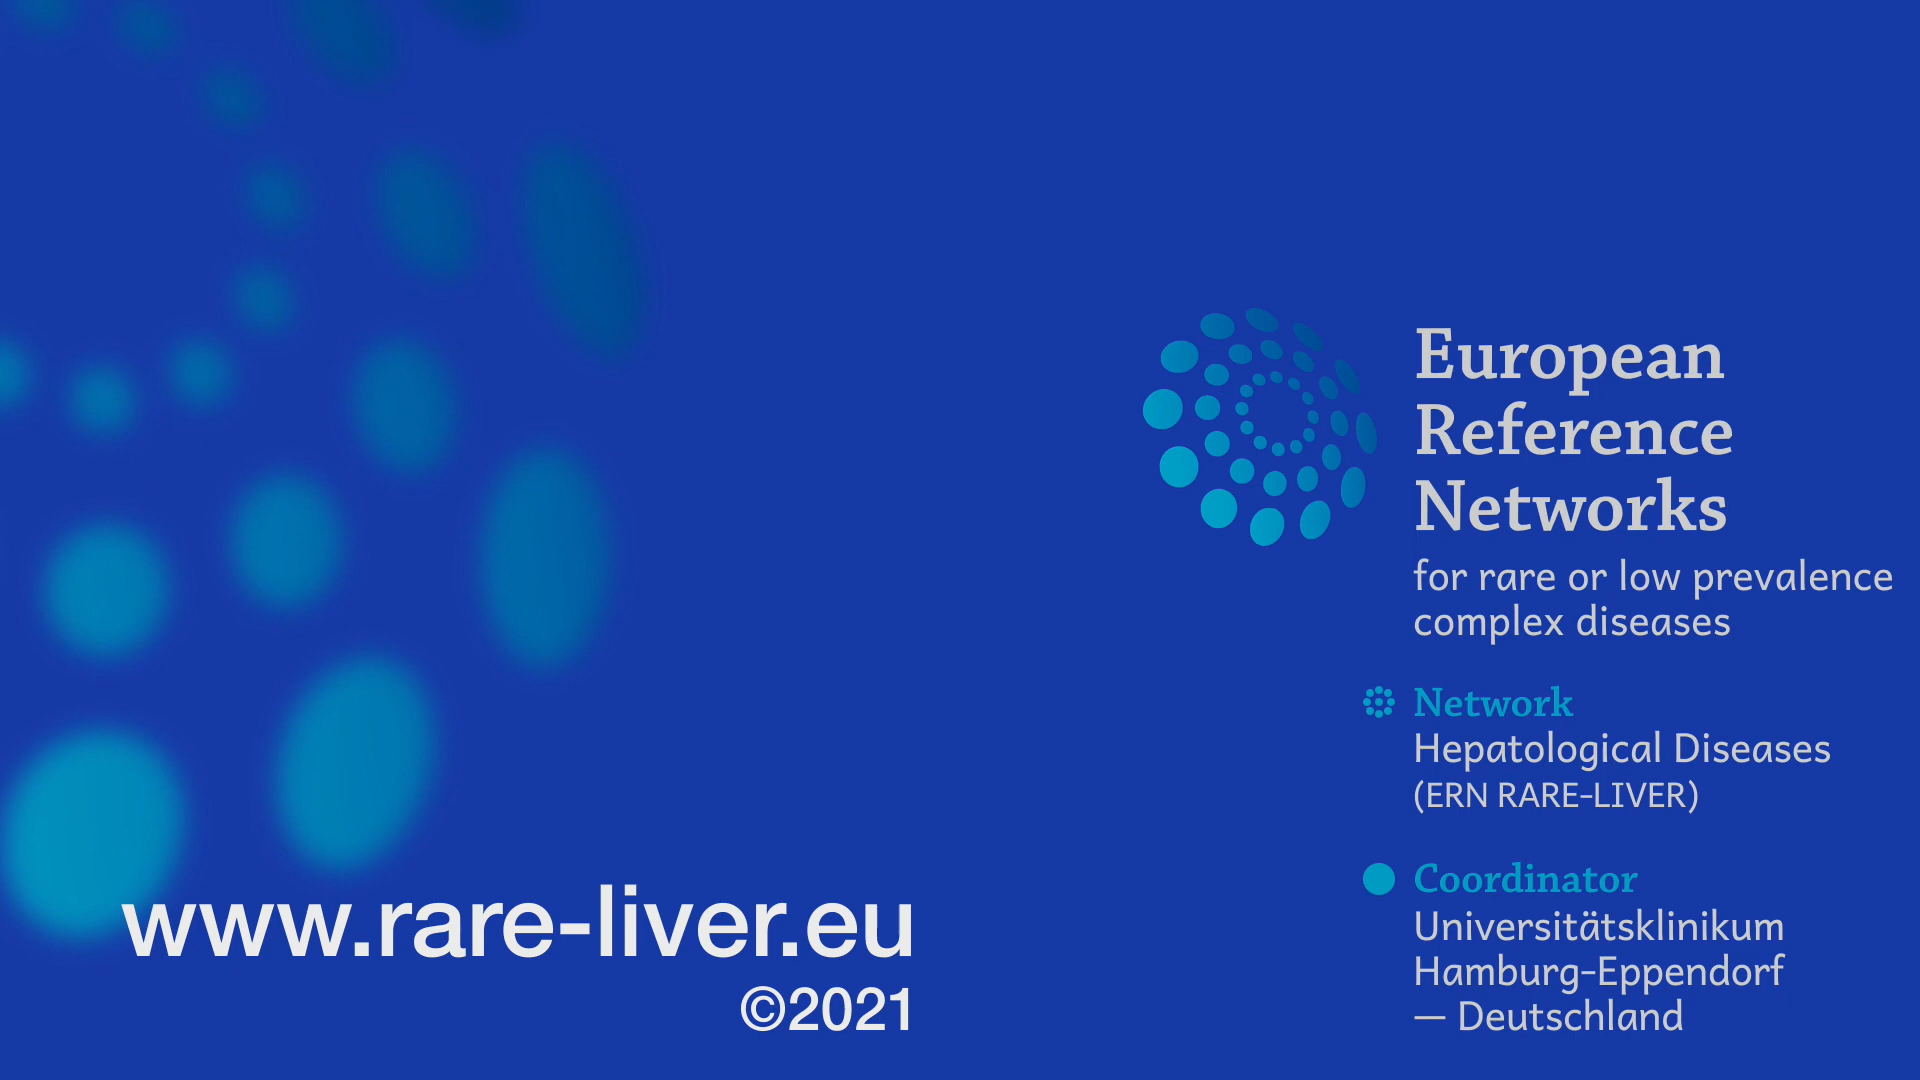 European
Reference
Networks
for rare or low prevalence
complex diseases
Network
Hepatological Diseases
(ERN RARE-LIVER)
Coordinator
Universitätsklinikum
Hamburg-Eppendorf
— Deutschland
www.rare-liver.eu
©2021